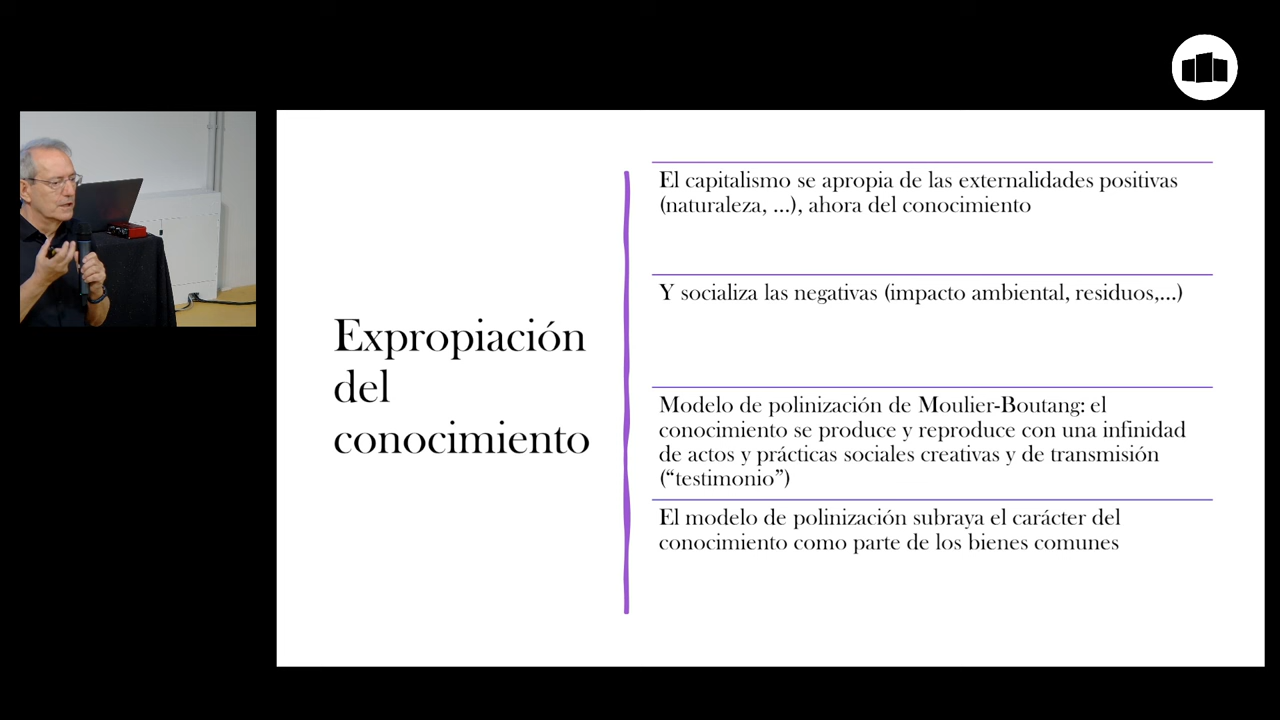 Expropiación
del
conocimiento
El capitalismo se apropia de las externalidades positivas
(naturaleza, ...), ahora del conocimiento
Y socializa las negativas (impacto ambiental, residuos,...)
Modelo de polinización de Moulier-Boutang: el
conocimiento se produce y reproduce con una infinidad
de actos y prácticas sociales creativas y de transmisión
(“testimonio”)
El modelo de polinización subraya el carácter del
conocimiento como parte de los bienes comunes